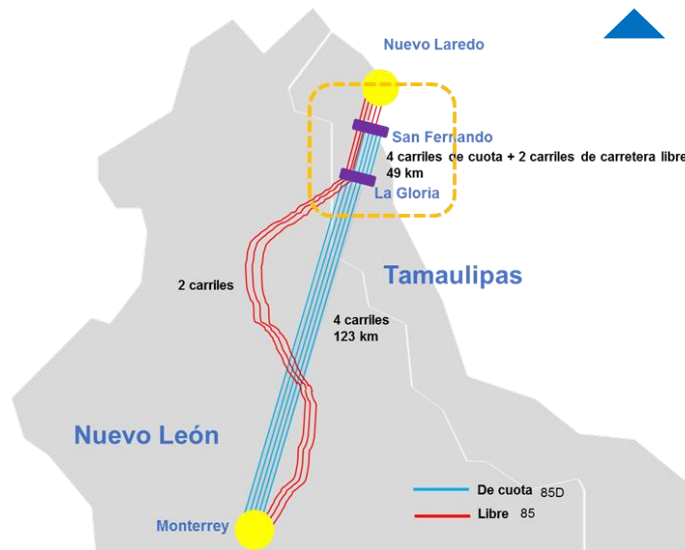 Nuevo Laredo
San Fernando
4 carriles de cuota + 2 carriles de carretera libre
49 km
La Gloria
Tamaulipas
2 carriles
4 carriles
123 km
Nuevo León
De cuota 85D
Libre 85
Monterrey